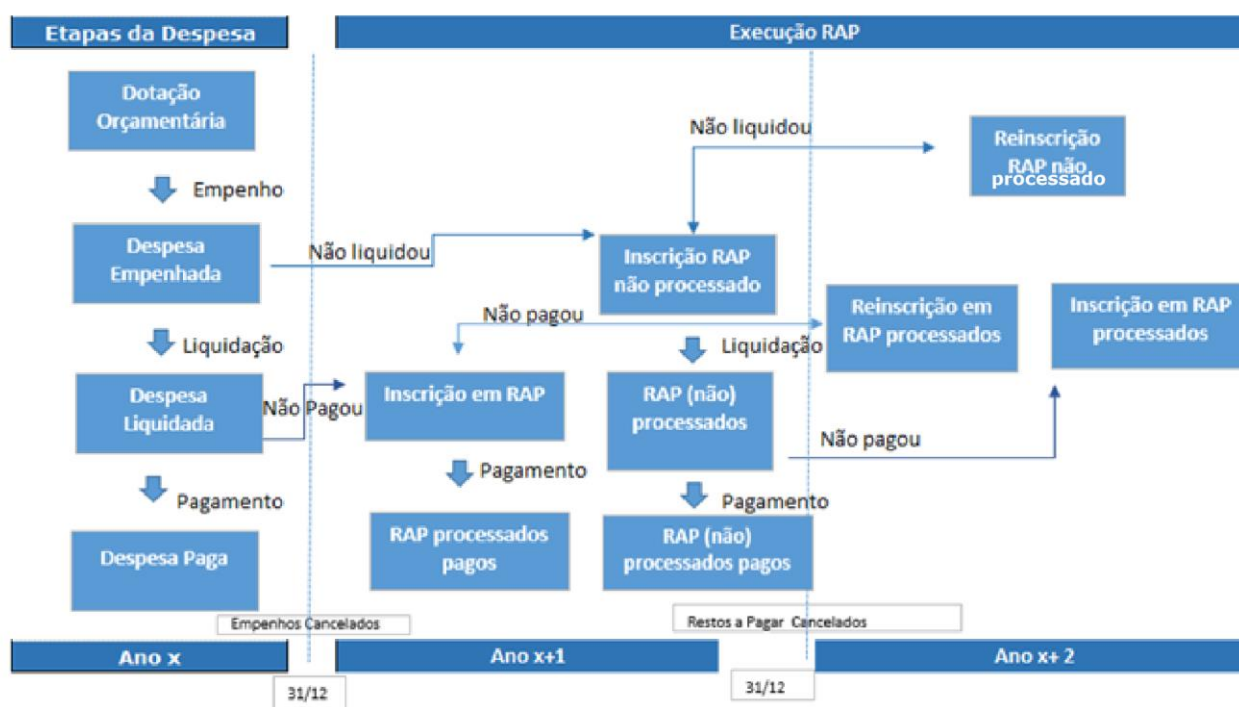 Etapas da Despesa
Execução RAP
Dotação
Orçamentária
Empenho
Despesa
Empenhada
Liquidação
Despesa
Liquidada
Pagamento
Despesa Paga
Não liquidou
Não Pagou
Não liquidou
Inscrição RAP
não processado
Reinscrição
RAP não
processado
Não pagou
Liquidação
Reinscrição em
RAP processados
Inscrição em RAP
processados
Inscrição em RAP
RAP (não)
processados
Não pagou
Pagamento
Pagamento
RAP processados
pagos
RAP (não)
processados pagos
Empenhos Cancelados
Restos a Pagar Cancelados
Ano x
Ano x+1
Ano x+ 2
31/12
31/12